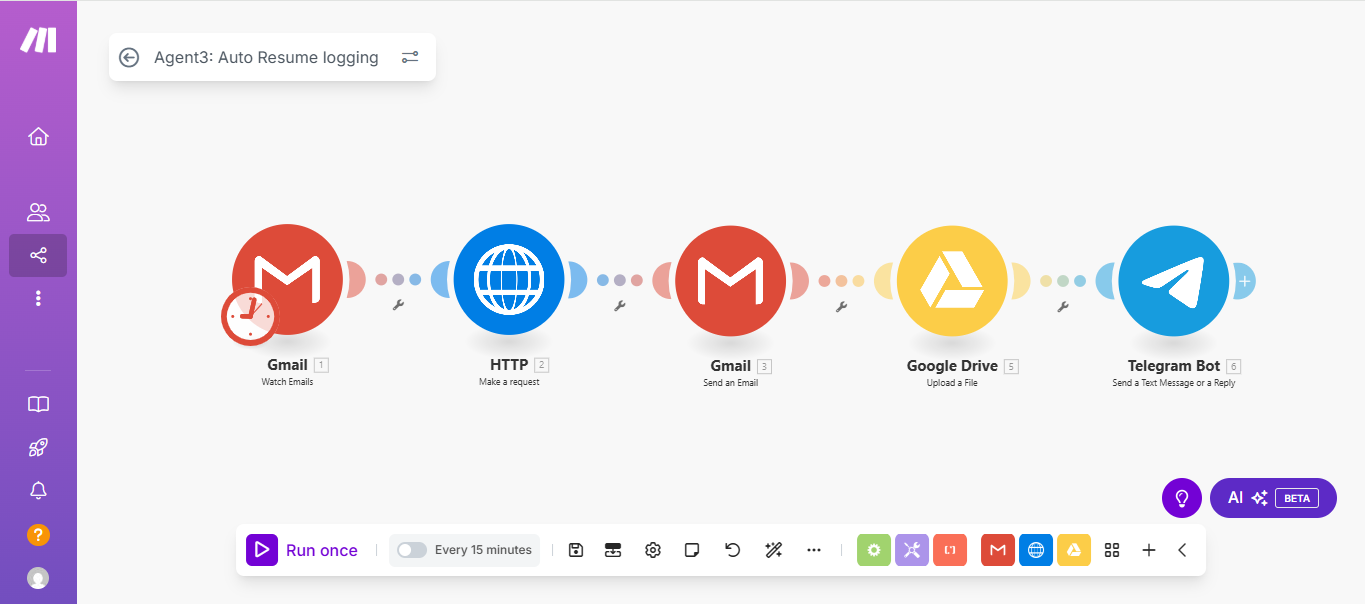 Agent3: Auto Resume logging
Gmail 1
Watch Emails
HTTP 2
Make a request
Gmail 3
Send an Email
Google Drive 5
Upload a File
Telegram Bot 6
Send a Text Message or a Reply
AI BETA
?
Run once
Every 15 minutes